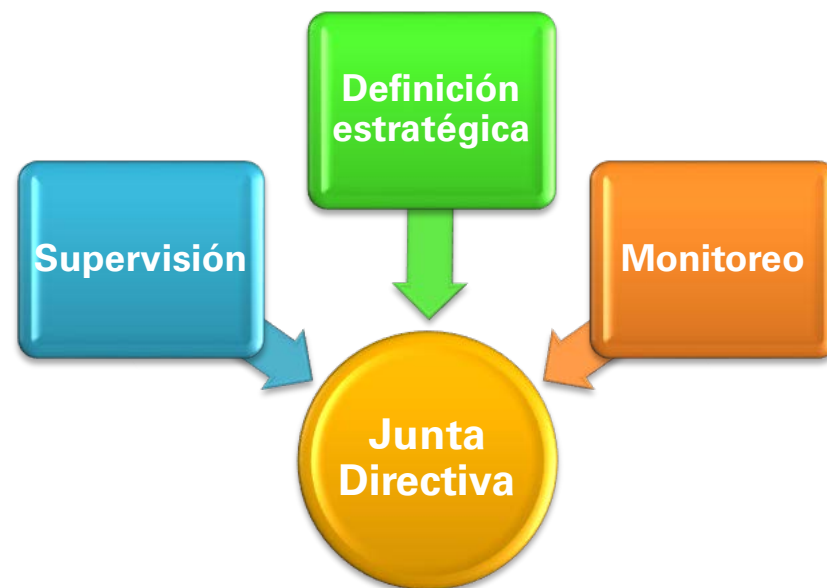 Definición
estratégica
Supervisión
Monitoreo
Junta
Directiva